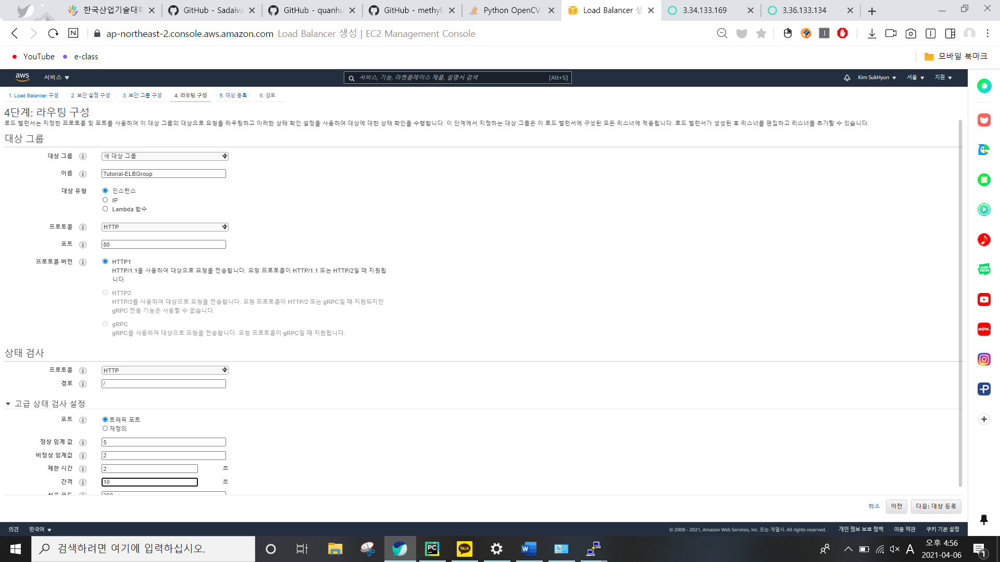 한국산업기술대학
GitHub - Sadaiva
GitHub - quanhu
GitHub - methyll
Python OpenCV
Load Balancer 생
3.34.133.169
3.36.133.134
ap-northeast-2.console.aws.amazon.com Load Balancer 생성 | EC2 Management Console
YouTube
e-class
모바일 북마크
aws
서비스
서비스, 기능, 마켓플레이스 제품, 설명서 검색
[Alt+S]
Kim SukHyun
서울
지원
1. Load Balancer 구성
2. 보안 설정 구성
3. 보안 그룹 구성
4. 라우팅 구성
5. 대상 등록
6. 검토
4단계: 라우팅 구성
로드 밸런서는 지정한 프로토콜 및 포트를 사용하여 이 대상 그룹의 대상으로 요청을 라우팅하고 이러한 상태 확인 설정을 사용하여 대상에 대한 상태 확인을 수행합니다. 이 단계에서 지정하는 대상 그룹은 이 로드 밸런서에 구성된 모든 리스너에 적용됩니다. 로드 밸런서가 생성된 후 리스너를 편집하고 리스너를 추가할 수 있습니다.
대상 그룹
대상 그룹
새 대상 그룹
이름
Tutorial-ELBGroup
대상 유형
인스턴스
IP
Lambda 함수
프로토콜
HTTP
포트
80
프로토콜 버전
HTTP1
HTTP/1.1을 사용하여 대상으로 요청을 전송합니다. 요청 프로토콜이 HTTP/1.1 또는 HTTP/2일 때 지원됩
니다.
HTTP2
HTTP/2를 사용하여 대상으로 요청을 전송합니다. 요청 프로토콜이 HTTP/2 또는 gRPC일 때 지원되지만
gRPC 전용 기능은 사용할 수 없습니다.
gRPC
gRPC를 사용하여 대상으로 요청을 전송합니다. 요청 프로토콜이 gRPC일 때 지원됩니다.
상태 검사
프로토콜
HTTP
경로
/
고급 상태 검사 설정
포트
트래픽 포트
재정의
정상 임계 값
5
비정상 임계값
2
제한 시간
2
초
간격
10
초
성공 코드
200
취소
이전
다음: 대상 등록
의견
한국어
© 2008 - 2021, Amazon Web Services, Inc. 또는 계열사. All rights reserved.
개인 정보 보호 정책
이용 약관
쿠키 기본 설정
WEB
TOON
NOW.
검색하려면 여기에 입력하십시오.
PC
TALK
W
A
오후 4:56
2021-04-06
1